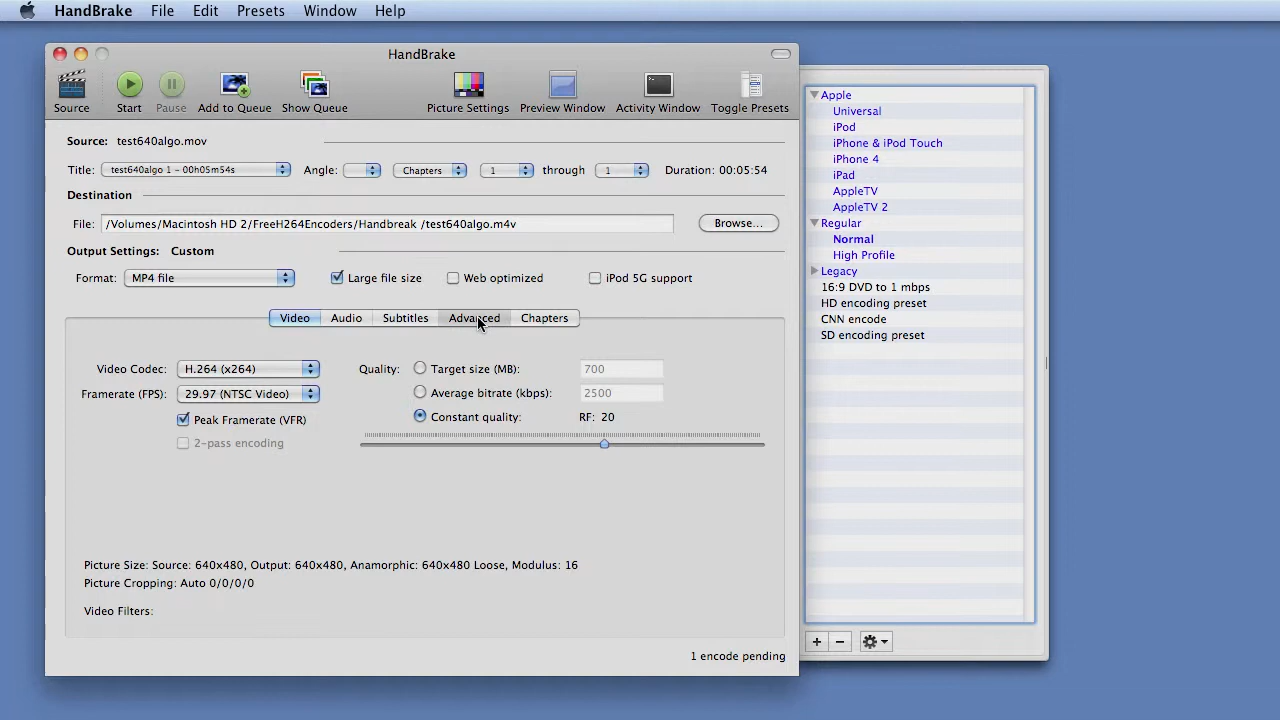 HandBrake File Edit Presets Window Help
HandBrake
Source Start Pause Add to Queue Show Queue Picture Settings Preview Window Activity Window Toggle Presets
Source: test640algo.mov
Title: test640algo 1 - 00h05m54s Angle: Chapters 1 through 1 Duration: 00:05:54
Destination
File: /Volumes/Macintosh HD 2/FreeH264Encoders/Handbreak /test640algo.m4v Browse...
Output Settings: Custom
Format: MP4 file Large file size Web optimized iPod 5G support
Video Audio Subtitles Advanced Chapters
Video Codec: H.264 (x264) Quality: Target size (MB): 700
Framerate (FPS): 29.97 (NTSC Video) Average bitrate (kbps): 2500
Peak Framerate (VFR) Constant quality: RF: 20
2-pass encoding
Picture Size: Source: 640x480, Output: 640x480, Anamorphic: 640x480 Loose, Modulus: 16
Picture Cropping: Auto 0/0/0/0
Video Filters:
1 encode pending
Apple
Universal
iPod
iPhone & iPod Touch
iPhone 4
iPad
AppleTV
AppleTV 2
Regular
Normal
High Profile
Legacy
16:9 DVD to 1 mbps
HD encoding preset
CNN encode
SD encoding preset